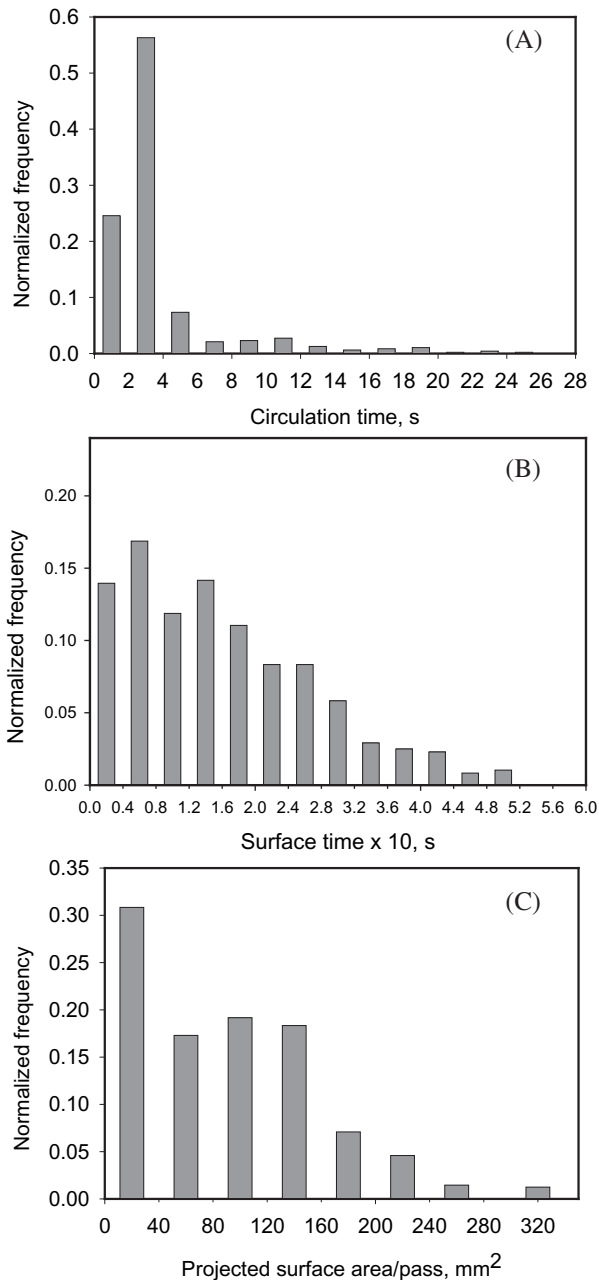 (A)
Normalized frequency
0.6
0.5
0.4
0.3
0.2
0.1
0.0
0 2 4 6 8 10 12 14 16 18 20 22 24 26 28
Circulation time, s
(B)
Normalized frequency
0.20
0.15
0.10
0.05
0.00
0.0 0.4 0.8 1.2 1.6 2.0 2.4 2.8 3.2 3.6 4.0 4.4 4.8 5.2 6.0
Surface time x 10, s
(C)
Normalized frequency
0.35
0.30
0.25
0.20
0.15
0.10
0.05
0.00
0 40 80 120 160 200 240 280 320
Projected surface area/pass, mm2